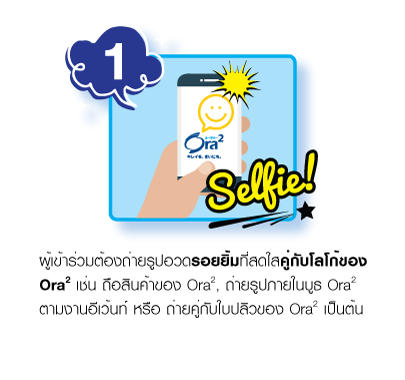 1
Ora²
Selfie!
ผู้เข้าร่วมต้องถ่ายรูปอวดรอยยิ้มที่สดใสคู่กับโลโก้ของ
Ora² เช่น ถือสินค้าของ Ora², ถ่ายรูปภายในบูธ Ora²
ตามงานอีเว้นท์ หรือ ถ่ายคู่กับใบปลิวของ Ora² เป็นต้น